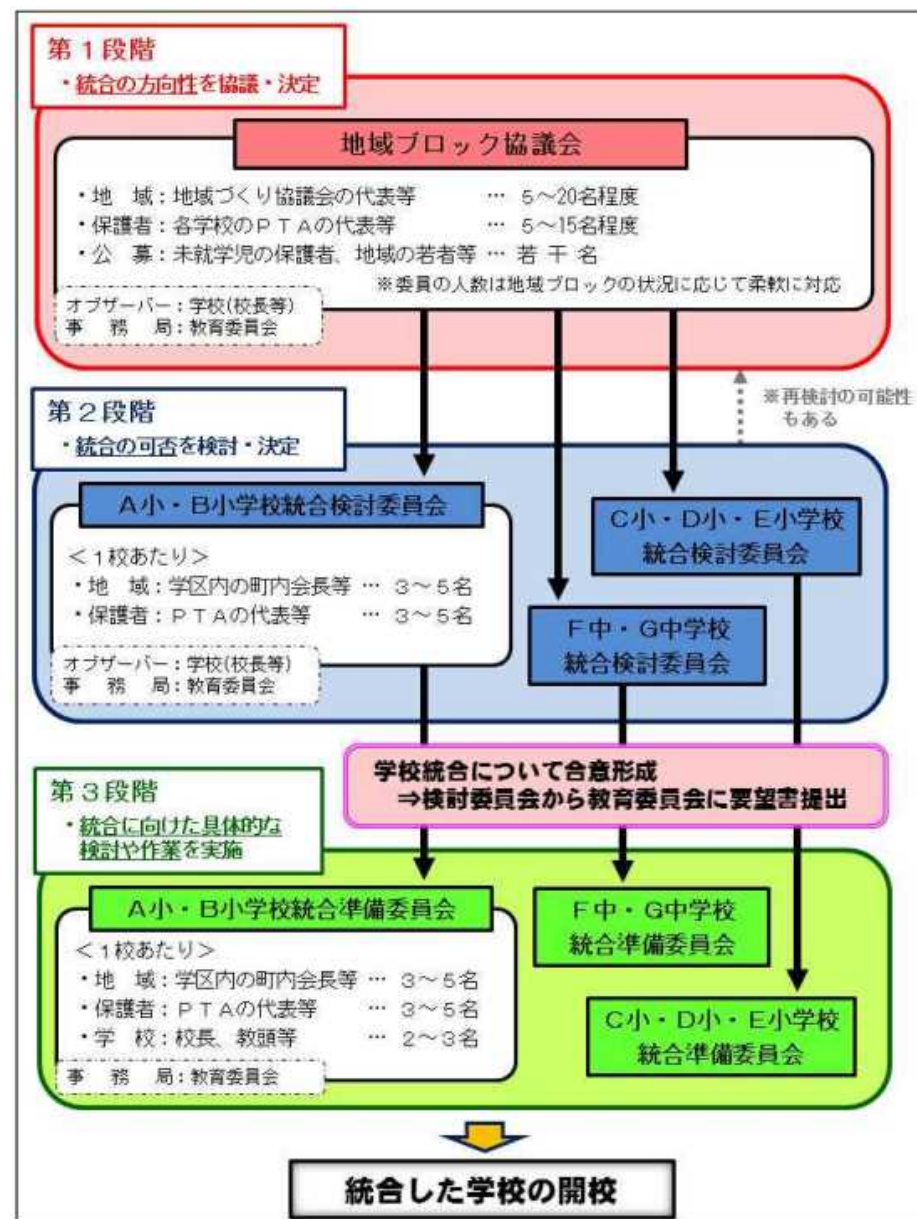 第1段階
・統合の方向性を協議・決定
地域ブロック協議会
・地　域：地域づくり協議会の代表等　… 5～20名程度
・保護者：各学校のPTAの代表等　… 5～15名程度
・公　募：未就学児の保護者、地域の若者等 … 若干名
※委員の人数は地域ブロックの状況に応じて柔軟に対応
オブザーバー：学校(校長等)
事　務　局：教育委員会
※再検討の可能性
もある
第2段階
・統合の可否を検討・決定
A小・B小学校統合検討委員会
＜1校あたり＞
・地　域：学区内の町内会長等 … 3～5名
・保護者：PTAの代表等　… 3～5名
オブザーバー：学校(校長等)
事　務　局：教育委員会
C小・D小・E小学校
統合検討委員会
F中・G中学校
統合検討委員会
学校統合について合意形成
⇒検討委員会から教育委員会に要望書提出
第3段階
・統合に向けた具体的な
検討や作業を実施
A小・B小学校統合準備委員会
＜1校あたり＞
・地　域：学区内の町内会長等 … 3～5名
・保護者：PTAの代表等　… 3～5名
・学　校：校長、教頭等　… 2～3名
事　務　局：教育委員会
F中・G中学校
統合準備委員会
C小・D小・E小学校
統合準備委員会
統合した学校の開校